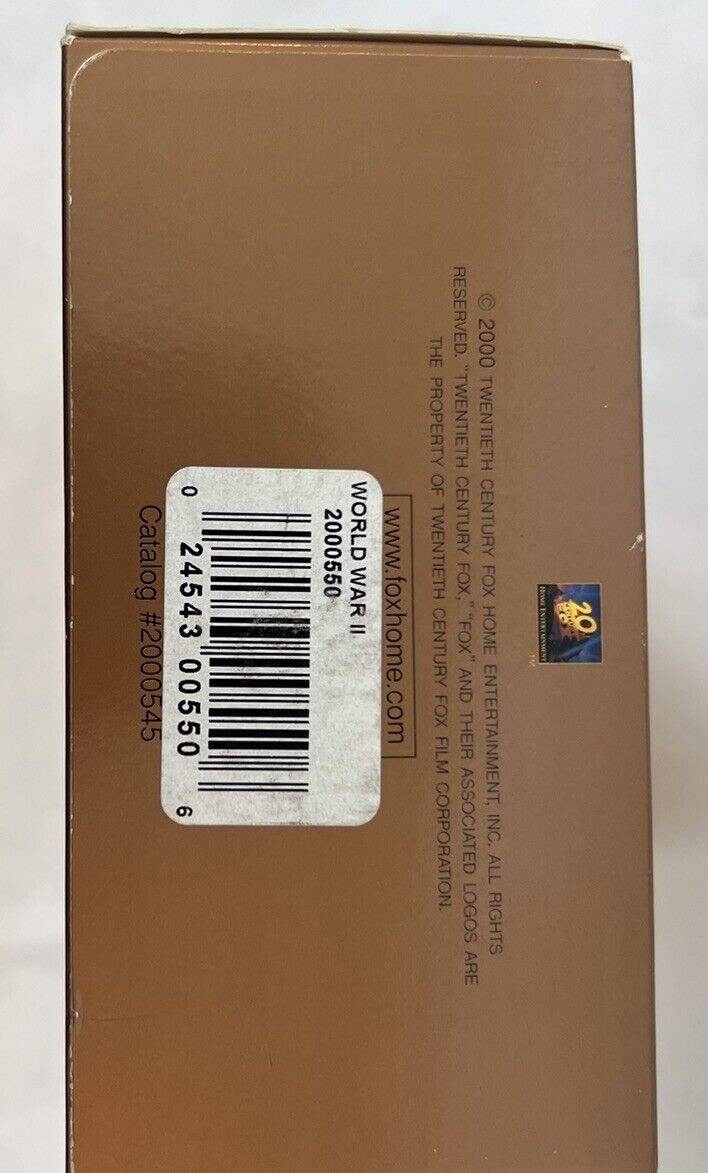 20
HOME ENTERTAINMENT
TM
© 2000 TWENTIETH CENTURY FOX HOME ENTERTAINMENT, INC. ALL RIGHTS
RESERVED. "TWENTIETH CENTURY FOX," "FOX" AND THEIR ASSOCIATED LOGOS ARE
THE PROPERTY OF TWENTIETH CENTURY FOX FILM CORPORATION.
www.foxhome.com
WORLD WAR II
2000550
0 24543 00550 6
Catalog #2000545